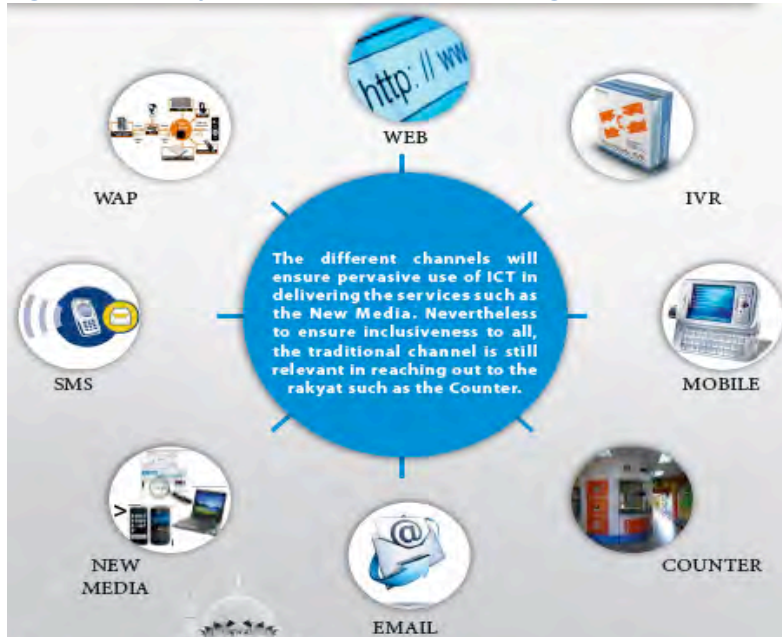 http: // ww
WEB
WAP
IVR
The different channels will
ensure pervasive use of ICT in
delivering the services such as
the New Media. Nevertheless
to ensure inclusiveness to all,
the traditional channel is still
relevant in reaching out to the
rakyat such as the Counter.
SMS
MOBILE
>
@
NEW
MEDIA
COUNTER
EMAIL